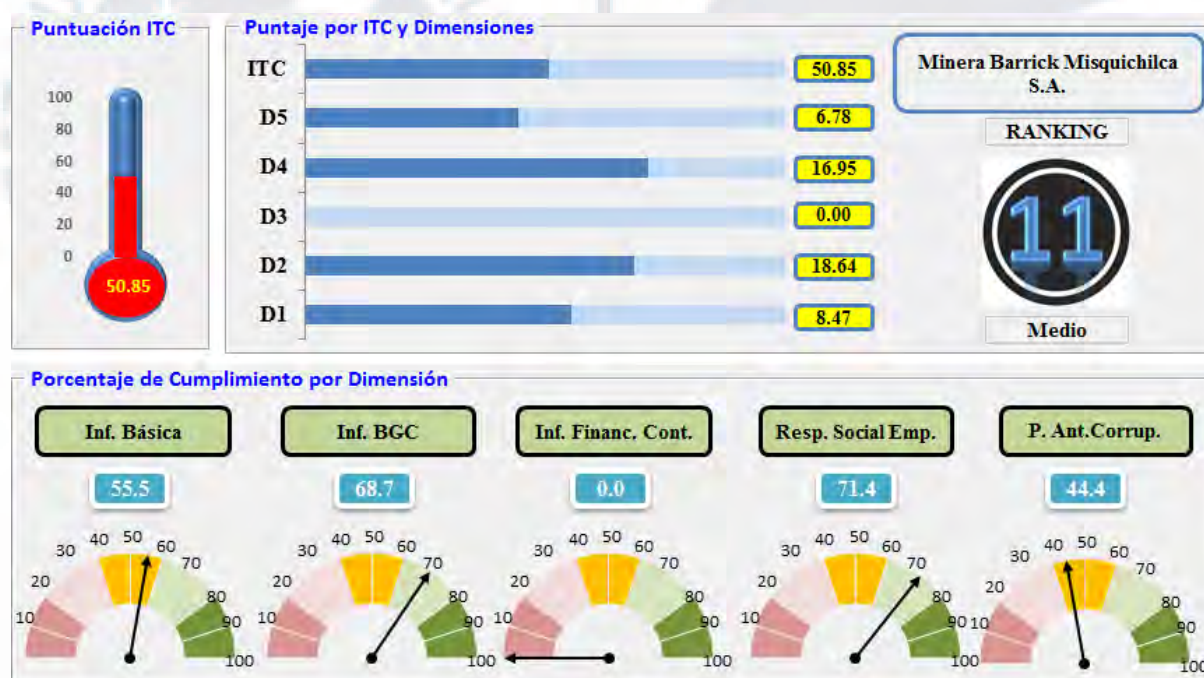 Puntuación ITC
100
80
60
40
20
0
50.85
Puntaje por ITC y Dimensiones
ITC 50.85
D5 6.78
D4 16.95
D3 0.00
D2 18.64
D1 8.47
Minera Barrick Misquichilca
S.A.
RANKING
11
Medio
Porcentaje de Cumplimiento por Dimensión
Inf. Básica
55.5
10 20 30 40 50 60 70 80 90 100
Inf. BGC
68.7
10 20 30 40 50 60 70 80 90 100
Inf. Financ. Cont.
0.0
10 20 30 40 50 60 70 80 90 100
Resp. Social Emp.
71.4
10 20 30 40 50 60 70 80 90 100
P. Ant.Corrup.
44.4
10 20 30 40 50 60 70 80 90 100